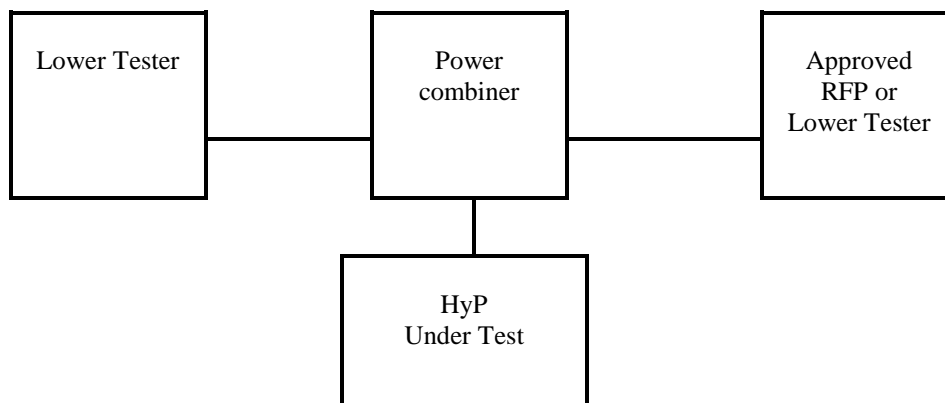 Lower Tester
Power
combiner
Approved
RFP or
Lower Tester
HyP
Under Test